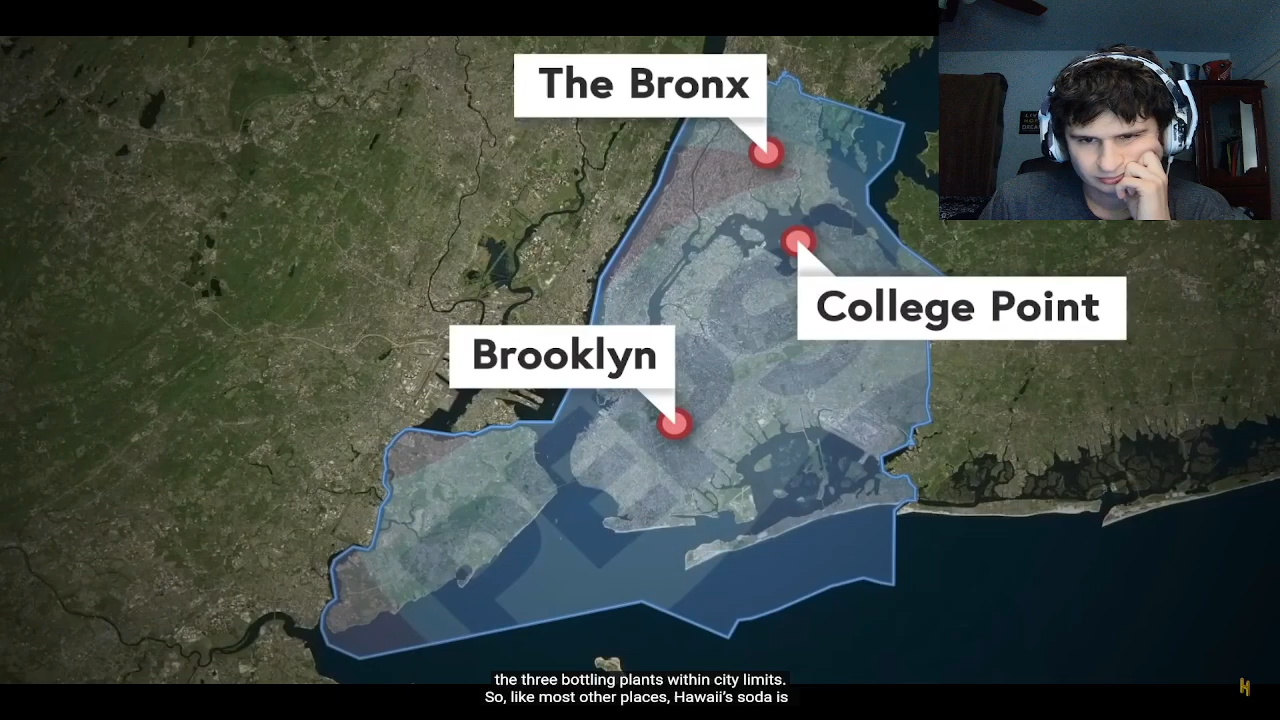 The Bronx
College Point
Brooklyn
the three bottling plants within city limits.
So, like most other places, Hawaii's soda is